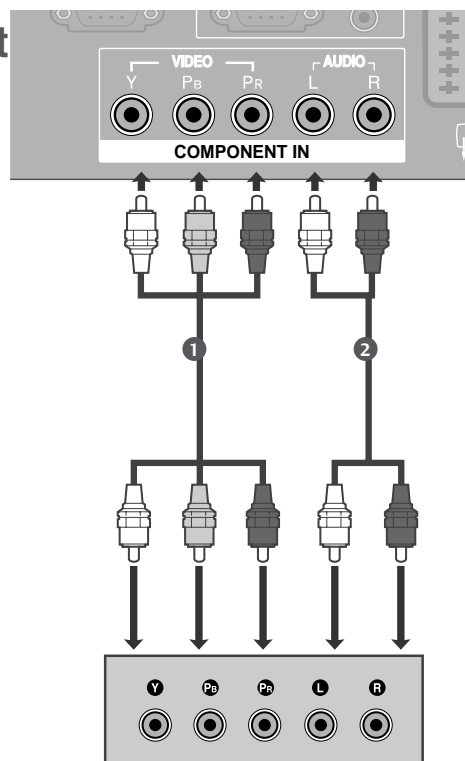 t
VIDEO AUDIO
Y PB PR L R
COMPONENT IN
1 2
Y PB PR L R